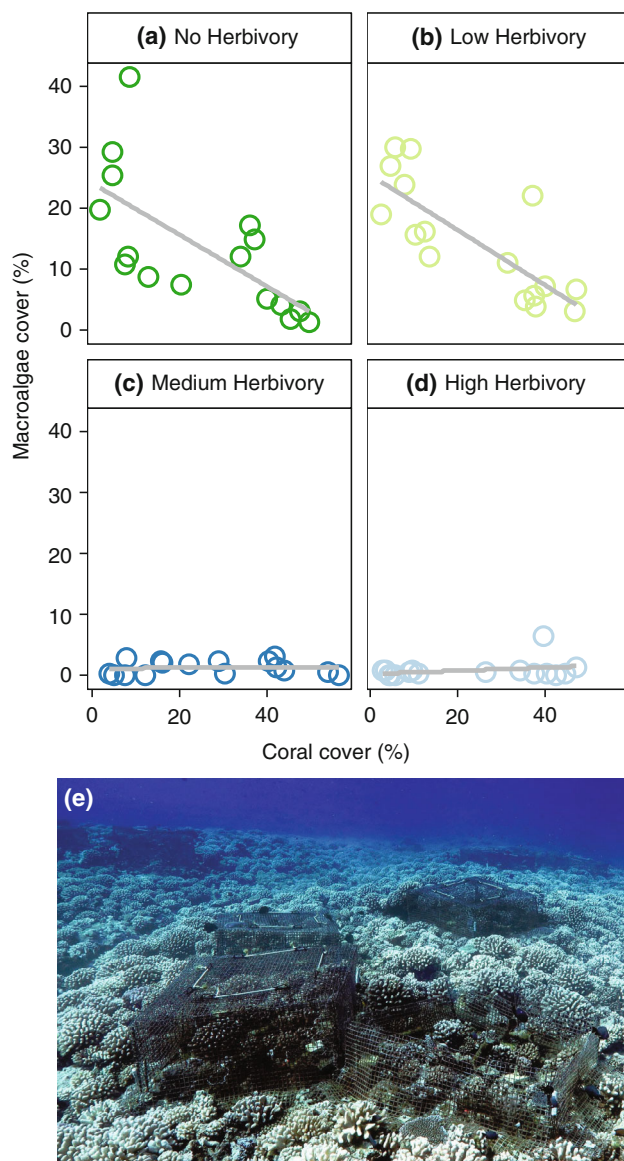 (a) No Herbivory
(b) Low Herbivory
40
30
20
10
0
(c) Medium Herbivory
(d) High Herbivory
40
30
20
10
0
0 20 40
0 20 40
Macroalgae cover (%)
Coral cover (%)
(e)